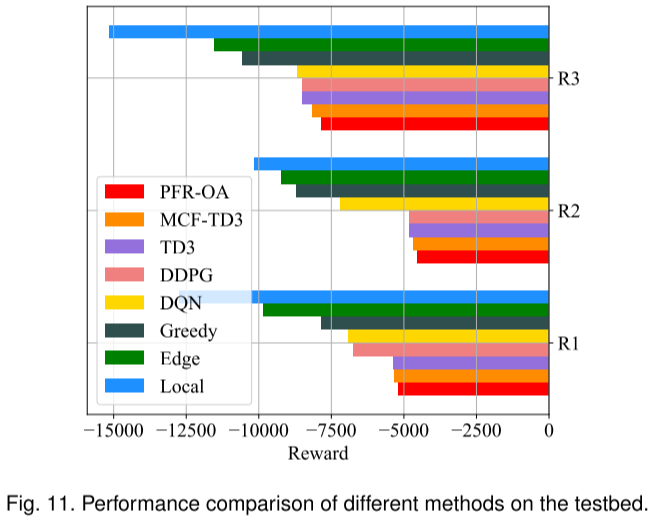 R3
R2
R1
PFR-OA
MCF-TD3
TD3
DDPG
DQN
Greedy
Edge
Local
−15000 −12500 −10000 −7500 −5000 −2500 0
Reward
Fig. 11. Performance comparison of different methods on the testbed.